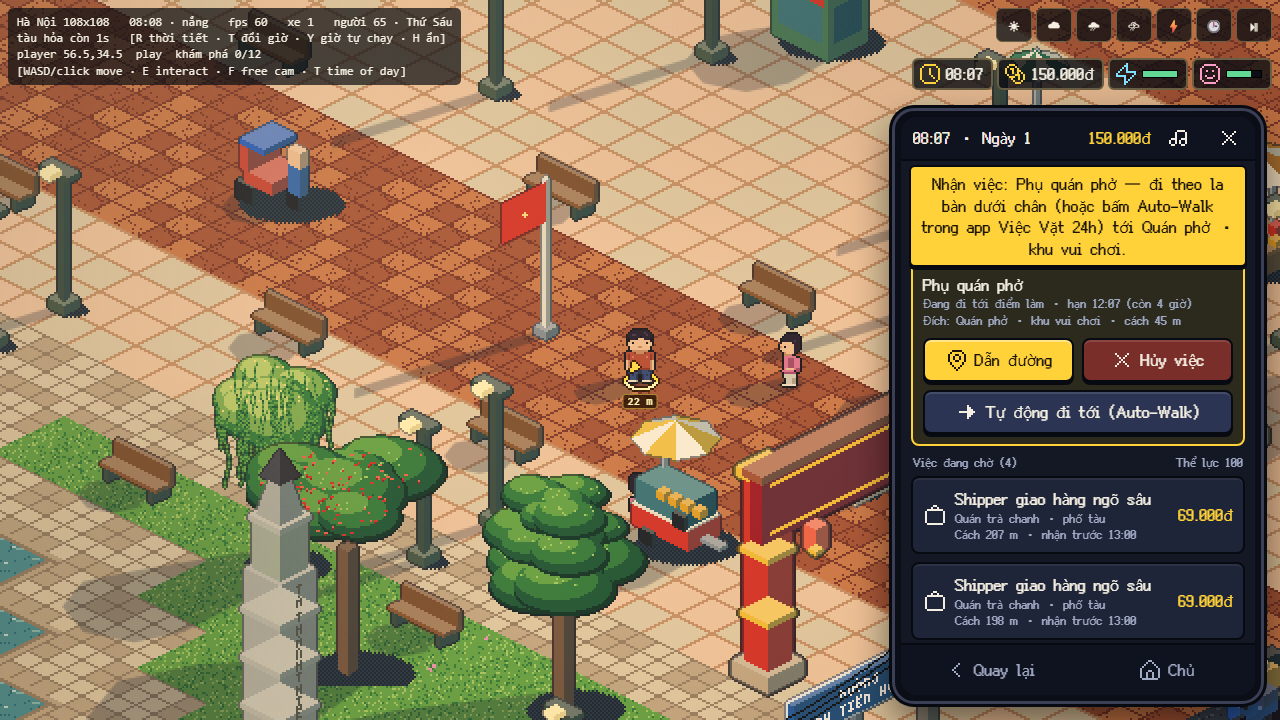 Hà Nội 108x108 08:08 · nắng fps 60 xe 1 người 65 · Thứ Sáu
tàu hỏa còn 1s [R thời tiết · T đổi giờ · Y giờ tự chạy · H ẩn]
player 56.5,34.5 play khám phá 0/12
[WASD/click move · E interact · F free cam · T time of day]
08:07
150.000đ
08:07 · Ngày 1
150.000đ
Nhận việc: Phụ quán phở — đi theo la
bàn dưới chân (hoặc bấm Auto-Walk
trong app Việc Vặt 24h) tới Quán phở ·
khu vui chơi.
Phụ quán phở
Đang đi tới điểm làm · hạn 12:07 (còn 4 giờ)
Đích: Quán phở · khu vui chơi · cách 45 m
Dẫn đường
Hủy việc
Tự động đi tới (Auto-Walk)
Việc đang chờ (4)
Thể lực 100
Shipper giao hàng ngõ sâu
Quán trà chanh · phố tàu
Cách 207 m · nhận trước 13:00
69.000đ
Shipper giao hàng ngõ sâu
Quán trà chanh · phố tàu
Cách 198 m · nhận trước 13:00
69.000đ
Quay lại
Chủ
22 m